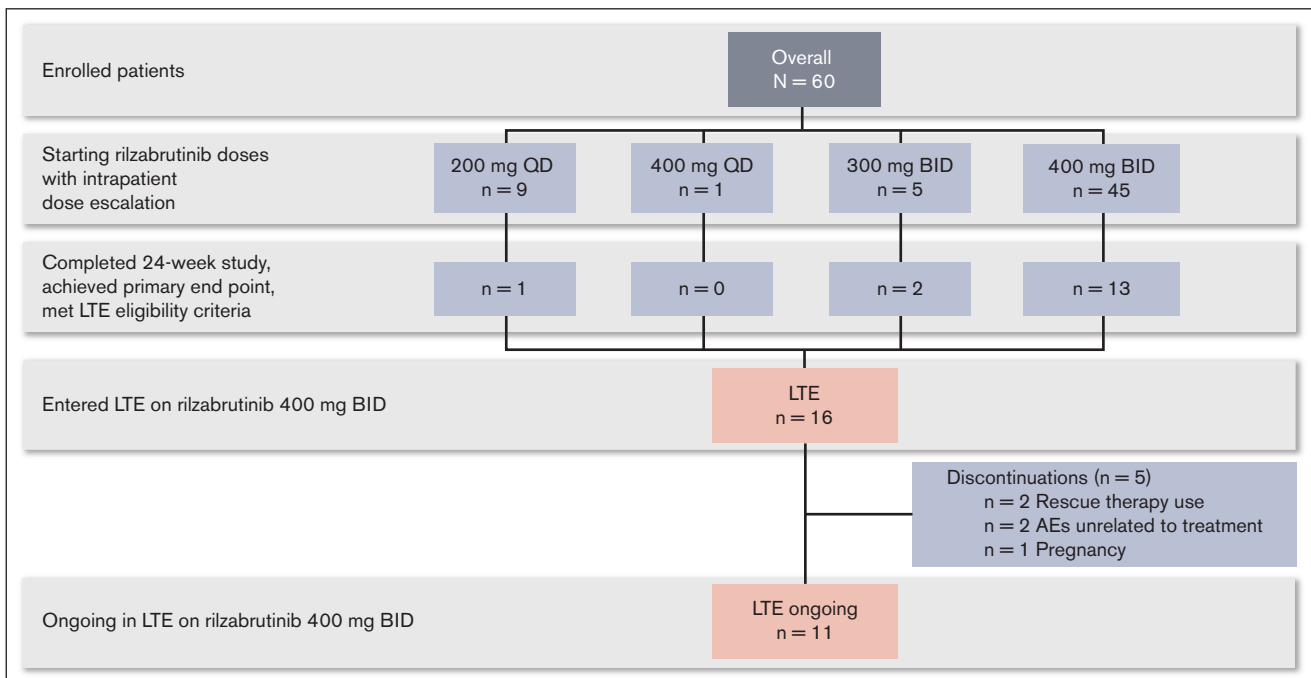 Enrolled patients
Overall
N = 60
Starting rilzabrutinib doses
with intrapatient
dose escalation
200 mg QD
n = 9
400 mg QD
n = 1
300 mg BID
n = 5
400 mg BID
n = 45
Completed 24-week study,
achieved primary end point,
met LTE eligibility criteria
n = 1
n = 0
n = 2
n = 13
Entered LTE on rilzabrutinib 400 mg BID
LTE
n = 16
Discontinuations (n = 5)
n = 2 Rescue therapy use
n = 2 AEs unrelated to treatment
n = 1 Pregnancy
Ongoing in LTE on rilzabrutinib 400 mg BID
LTE ongoing
n = 11